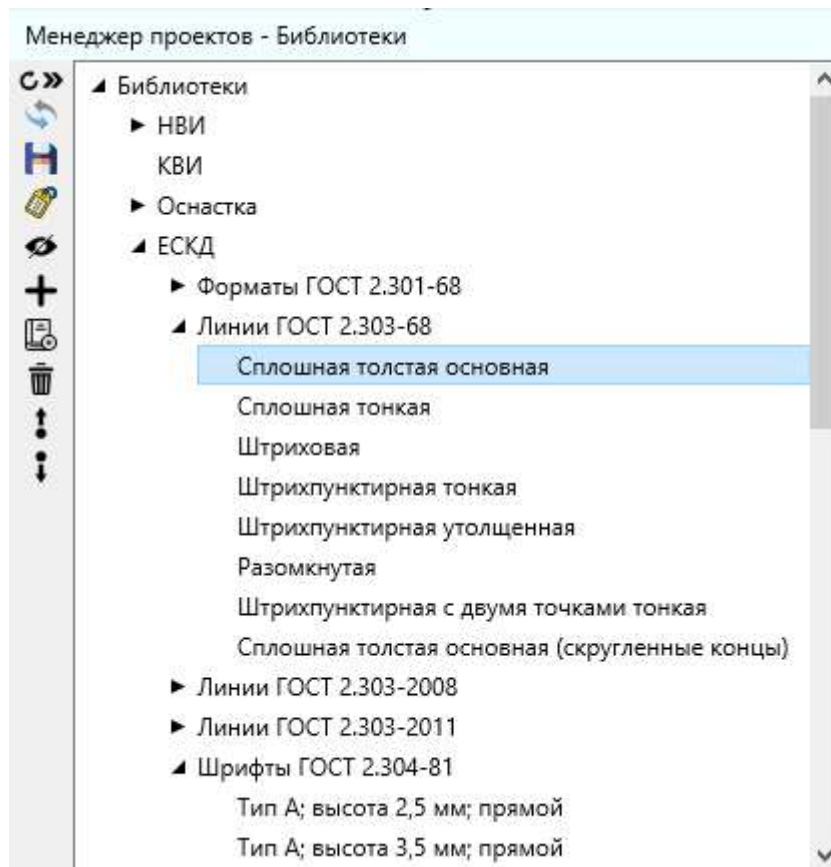 Менеджер проектов - Библиотеки
Библиотеки
НВИ
КВИ
Оснастка
ЕСКД
Форматы ГОСТ 2.301-68
Линии ГОСТ 2.303-68
Сплошная толстая основная
Сплошная тонкая
Штриховая
Штрихпунктирная тонкая
Штрихпунктирная утолщенная
Разомкнутая
Штрихпунктирная с двумя точками тонкая
Сплошная толстая основная (скругленные концы)
Линии ГОСТ 2.303-2008
Линии ГОСТ 2.303-2011
Шрифты ГОСТ 2.304-81
Тип А; высота 2,5 мм; прямой
Тип А; высота 3,5 мм; прямой